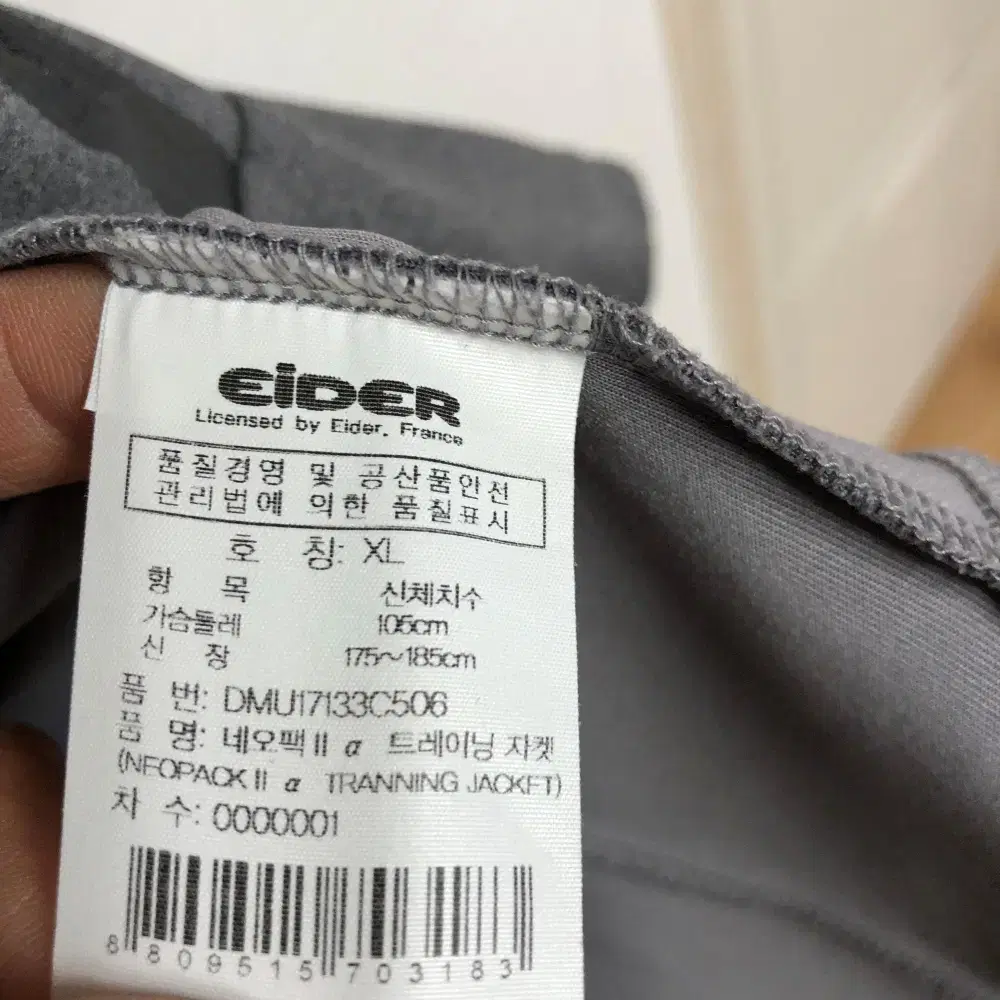 EiDER
Licensed by Eider, France
품질경영 및 공산품안전
관리법에 의한 품질표시
호 칭: XL
항 목 신체치수
가슴둘레 105cm
신 장 175~185cm
품 번: DMU17133C506
품 명: 네오팩II α 트레이닝 자켓
(NEOPACK II α TRANNING JACKET)
차 수: 0000001
8809515703183